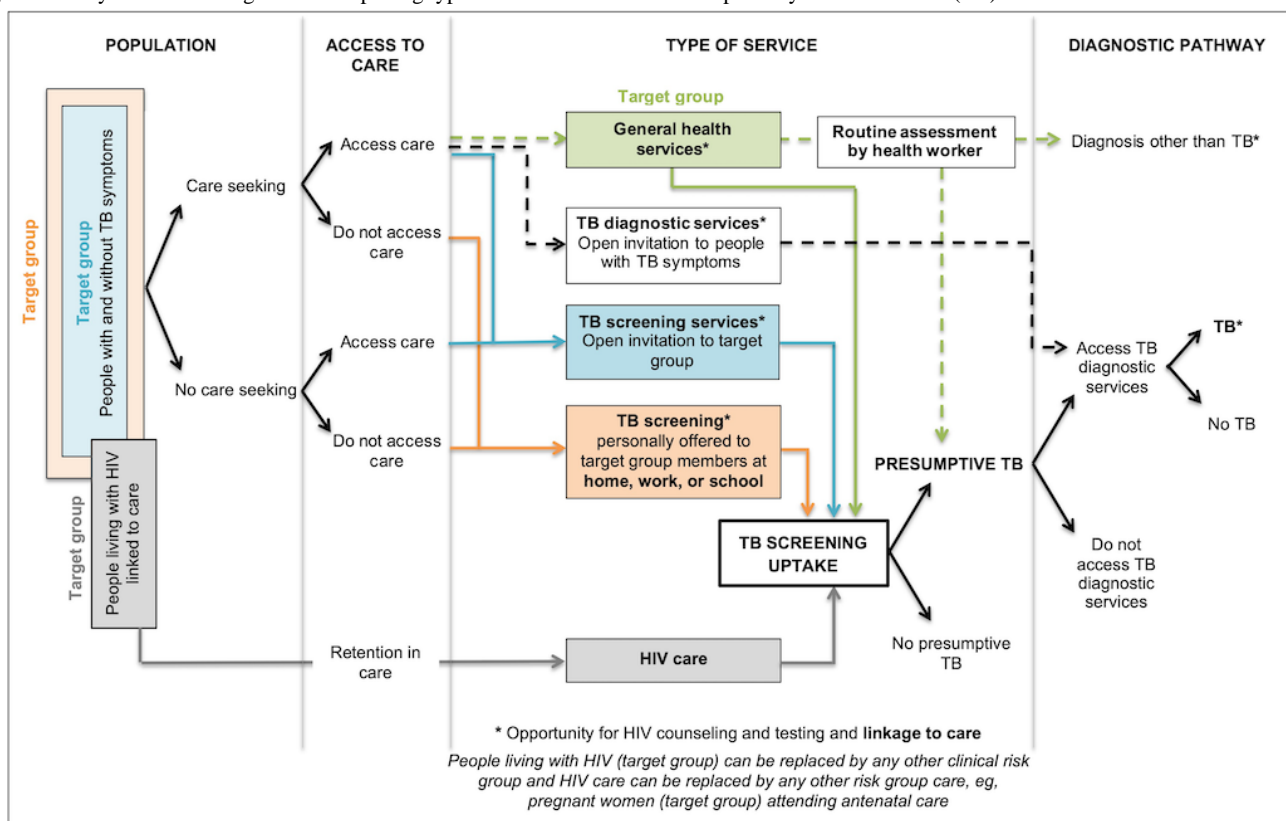 POPULATION
ACCESS TO
CARE
TYPE OF SERVICE
DIAGNOSTIC PATHWAY
Target group
Target group
People with and without TB symptoms
Target group
People living with HIV
linked to care
Care seeking
No care seeking
Access care
Do not access
care
Access care
Do not access
care
Retention in
care
Target group
General health
services*
Routine assessment
by health worker
Diagnosis other than TB*
TB diagnostic services*
Open invitation to people
with TB symptoms
TB screening services*
Open invitation to target
group
TB screening*
personally offered to
target group members at
home, work, or school
TB SCREENING
UPTAKE
HIV care
PRESUMPTIVE TB
No presumptive
TB
Access TB
diagnostic
services
TB*
No TB
Do not
access TB
diagnostic
services
* Opportunity for HIV counseling and testing and linkage to care
People living with HIV (target group) can be replaced by any other clinical risk
group and HIV care can be replaced by any other risk group care, eg,
pregnant women (target group) attending antenatal care